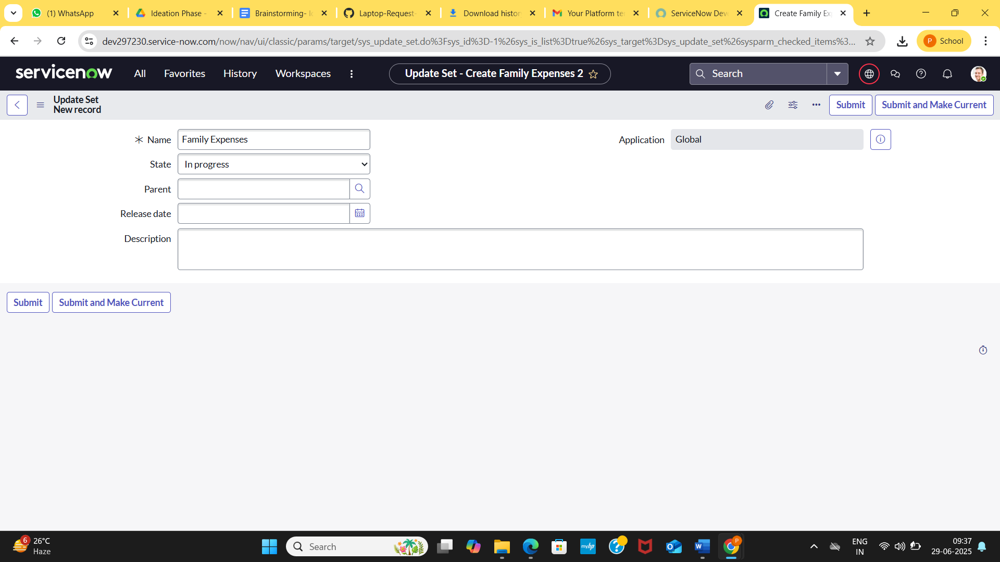 (1) WhatsApp
Ideation Phase -
Brainstorming- Id
Laptop-Request-
Download histor
Your Platform te
ServiceNow Deve
Create Family Ex
dev297230.service-now.com/now/nav/ui/classic/params/target/sys_update_set.do%3Fsys_id%3D-1%26sys_is_list%3Dtrue%26sys_target%3Dsys_update_set%26sysparm_checked_items%3...
P School
servicenow
All
Favorites
History
Workspaces
Update Set - Create Family Expenses 2
Search
Update Set
New record
Submit
Submit and Make Current
Name
Family Expenses
Application
Global
State
In progress
Parent
Release date
Description
Submit
Submit and Make Current
6
26°C
Haze
Search
myhp
P
ENG
IN
09:37
29-06-2025